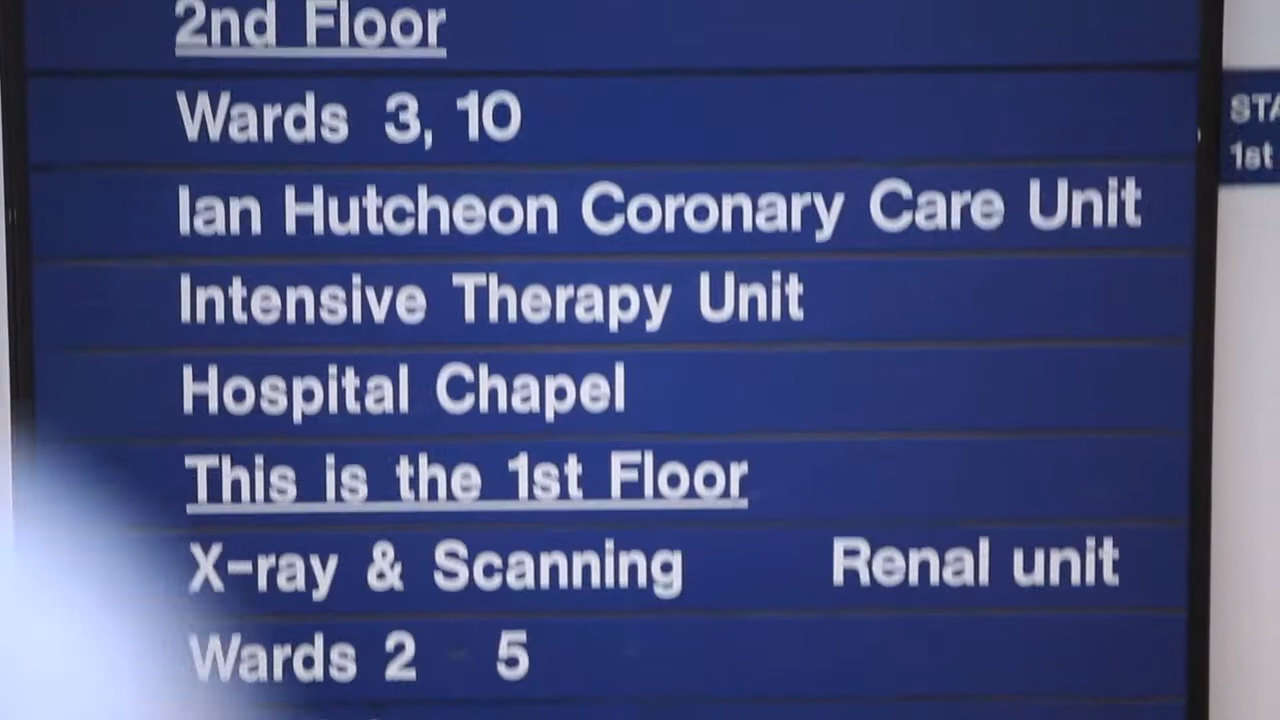 2nd Floor
Wards 3, 10
Ian Hutcheon Coronary Care Unit
Intensive Therapy Unit
Hospital Chapel
This is the 1st Floor
X-ray & Scanning Renal unit
Wards 2 5
1st